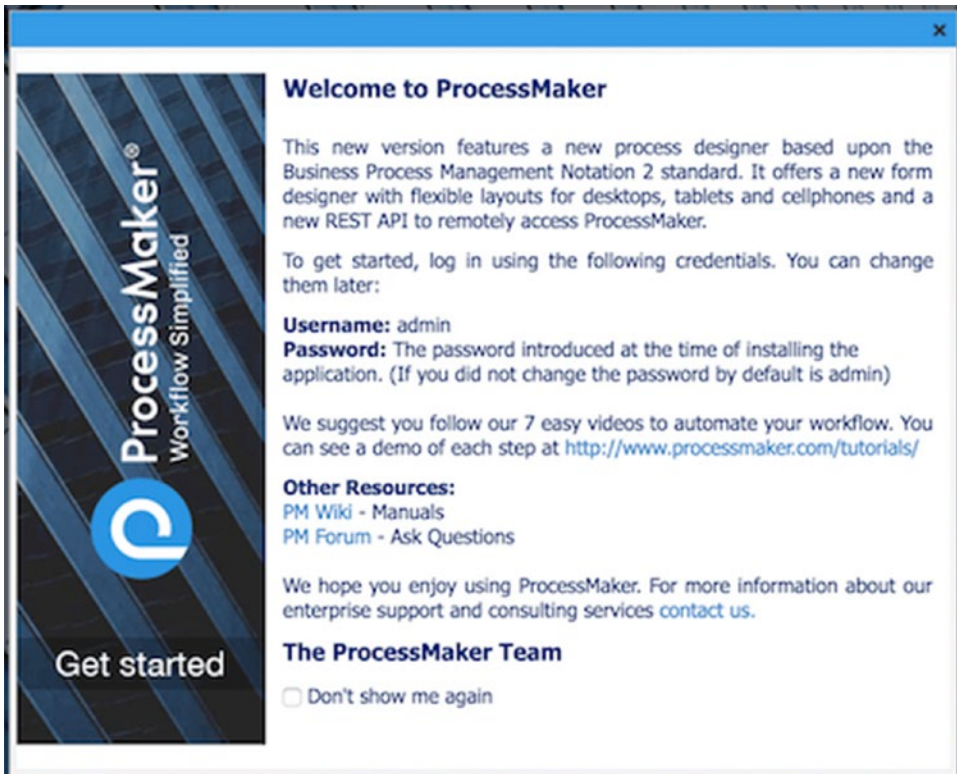 Welcome to ProcessMaker
This new version features a new process designer based upon the
Business Process Management Notation 2 standard. It offers a new form
designer with flexible layouts for desktops, tablets and cellphones and a
new REST API to remotely access ProcessMaker.
To get started, log in using the following credentials. You can change
them later:
Username: admin
Password: The password introduced at the time of installing the
application. (If you did not change the password by default is admin)
We suggest you follow our 7 easy videos to automate your workflow. You
can see a demo of each step at http://www.processmaker.com/tutorials/
Other Resources:
PM Wiki - Manuals
PM Forum - Ask Questions
We hope you enjoy using ProcessMaker. For more information about our
enterprise support and consulting services contact us.
The ProcessMaker Team
Don't show me again
ProcessMaker®
Workflow Simplified
Get started